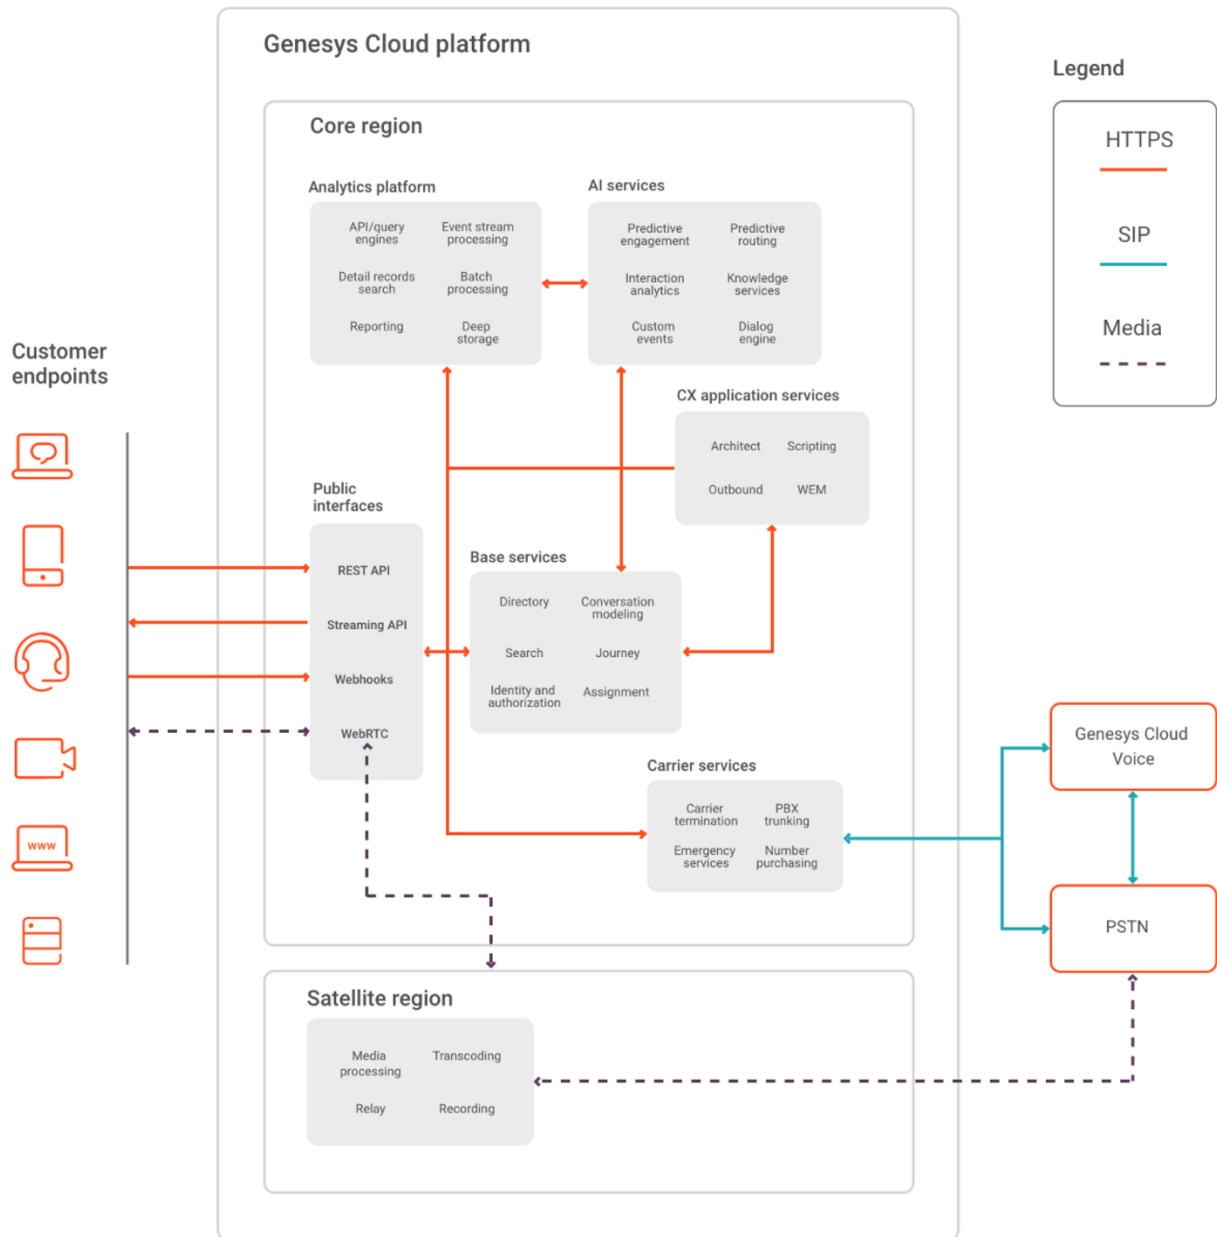 Genesys Cloud platform
Legend
HTTPS
SIP
Media
Core region
Analytics platform
API/query
engines
Event stream
processing
Detail records
search
Batch
processing
Reporting
Deep
storage
AI services
Predictive
engagement
Predictive
routing
Interaction
analytics
Knowledge
services
Custom
events
Dialog
engine
Customer
endpoints
WWW
CX application services
Architect
Scripting
Outbound
WEM
Public
interfaces
REST API
Streaming API
Webhooks
WebRTC
Base services
Directory
Conversation
modeling
Search
Journey
Identity and
authorization
Assignment
Carrier services
Carrier
termination
PBX
trunking
Emergency
services
Number
purchasing
Genesys Cloud
Voice
PSTN
Satellite region
Media
processing
Transcoding
Relay
Recording